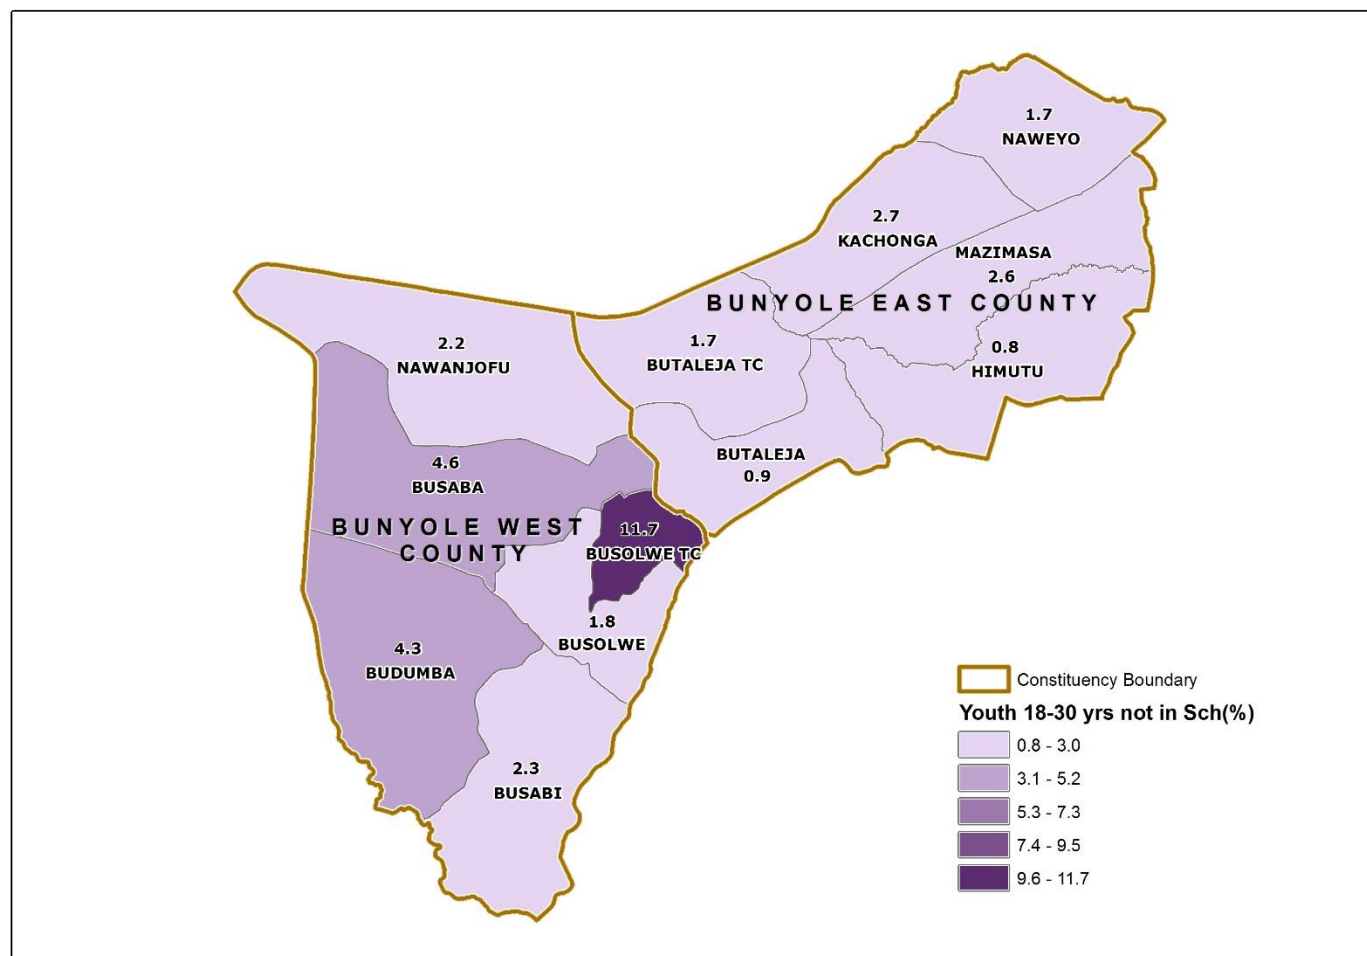 1.7
NAWEYO
2.7
KACHONGA
MAZIMASA
2.6
BUNYOLE EAST COUNTY
0.8
HIMUTU
1.7
BUTALEJA TC
2.2
NAWANJOFU
BUTALEJA
0.9
4.6
BUSABA
BUNYOLE WEST
COUNTY
11.7
BUSOLWE TC
1.8
BUSOLWE
4.3
BUDUMBA
2.3
BUSABI
Constituency Boundary
Youth 18-30 yrs not in Sch(%)
0.8 - 3.0
3.1 - 5.2
5.3 - 7.3
7.4 - 9.5
9.6 - 11.7